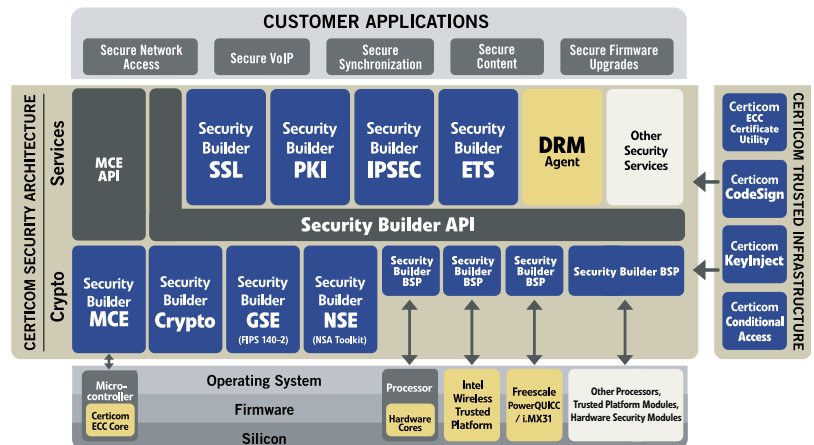 CUSTOMER APPLICATIONS
Secure Network
Access
Secure VoIP
Secure
Synchronization
Secure
Content
Secure Firmware
Upgrades
CERTICOM SECURITY ARCHITECTURE
Services
Crypto
MCE
API
Security
Builder
SSL
Security
Builder
PKI
Security
Builder
IPSEC
Security
Builder
ETS
DRM
Agent
Other
Security
Services
Security Builder API
Security
Builder
MCE
Security
Builder
Crypto
Security
Builder
GSE
(FIPS 140-2)
Security
Builder
NSE
(NSA Toolkit)
Security
Builder
BSP
Security
Builder
BSP
Security
Builder
BSP
Security Builder BSP
CERTICOM TRUSTED INFRASTRUCTURE
Certicom
ECC
Certificate
Utility
Certicom
CodeSign
Certicom
KeyInject
Certicom
Conditional
Access
Micro-
controller
Certicom
ECC Core
Operating System
Firmware
Silicon
Processor
Hardware
Cores
Intel
Wireless
Trusted
Platform
Freescale
PowerQUICC
/ i.MX31
Other Processors,
Trusted Platform Modules,
Hardware Security Modules